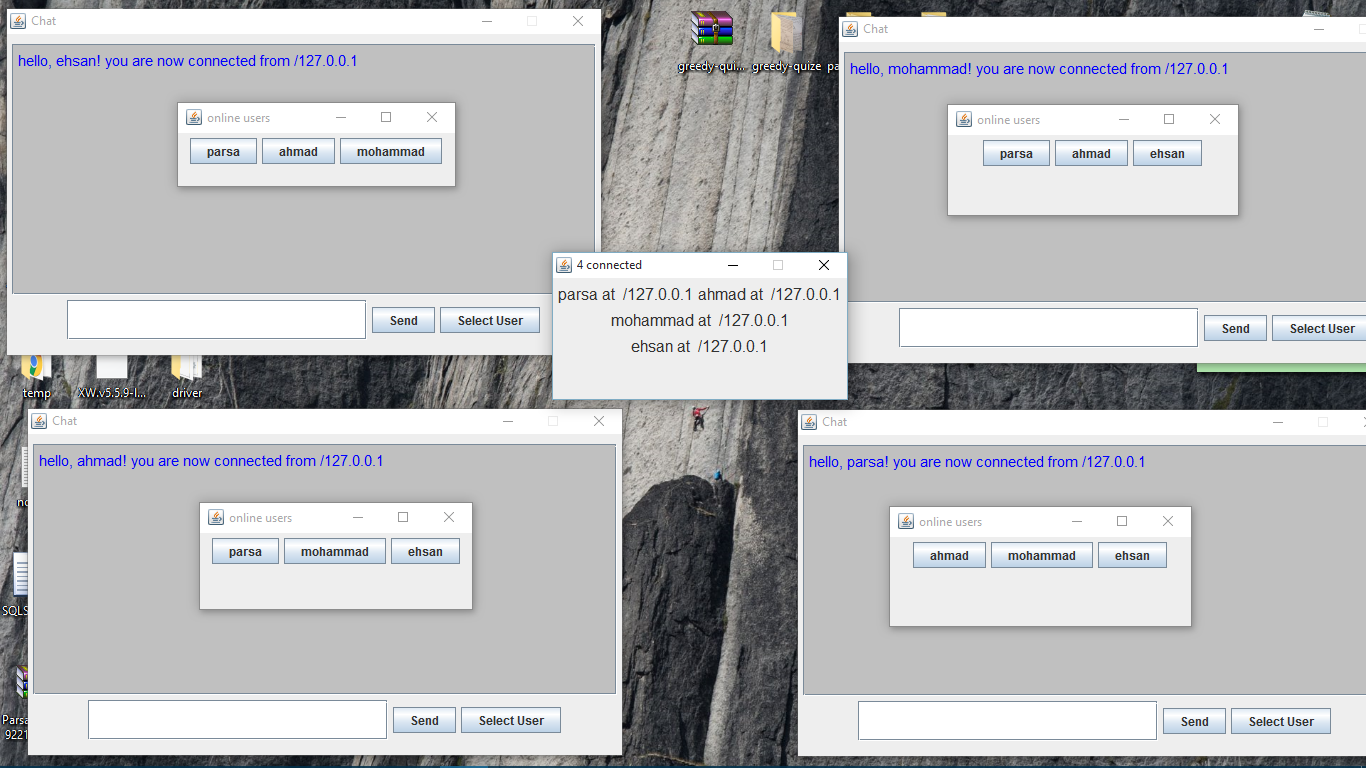 Chat
hello, ehsan! you are now connected from /127.0.0.1
online users
parsa ahmad mohammad
Send Select User
greedy-qui... greedy-quize pa
Chat
hello, mohammad! you are now connected from /127.0.0.1
online users
parsa ahmad ehsan
Send Select User
4 connected
parsa at /127.0.0.1 ahmad at /127.0.0.1
mohammad at /127.0.0.1
ehsan at /127.0.0.1
temp XW.v5.5.9-I... driver
Chat
hello, ahmad! you are now connected from /127.0.0.1
online users
parsa mohammad ehsan
Send Select User
Chat
hello, parsa! you are now connected from /127.0.0.1
online users
ahmad mohammad ehsan
Send Select User
SQLS
Parsa
9221